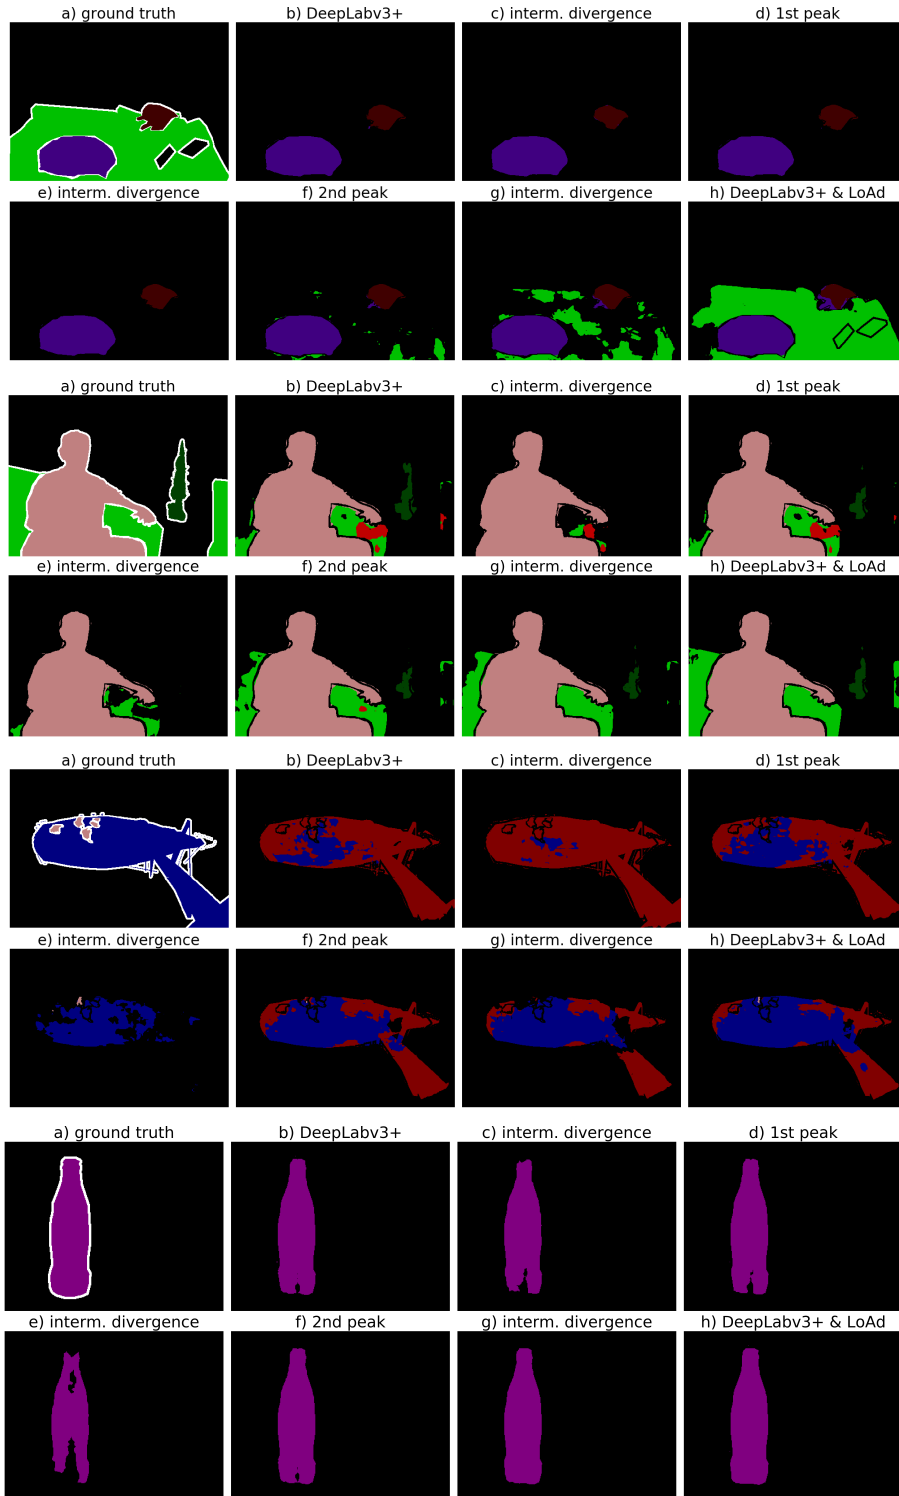 a) ground truth b) DeepLabv3+ c) interm. divergence d) 1st peak
e) interm. divergence f) 2nd peak g) interm. divergence h) DeepLabv3+ & LoAd
a) ground truth b) DeepLabv3+ c) interm. divergence d) 1st peak
e) interm. divergence f) 2nd peak g) interm. divergence h) DeepLabv3+ & LoAd
a) ground truth b) DeepLabv3+ c) interm. divergence d) 1st peak
e) interm. divergence f) 2nd peak g) interm. divergence h) DeepLabv3+ & LoAd
a) ground truth b) DeepLabv3+ c) interm. divergence d) 1st peak
e) interm. divergence f) 2nd peak g) interm. divergence h) DeepLabv3+ & LoAd